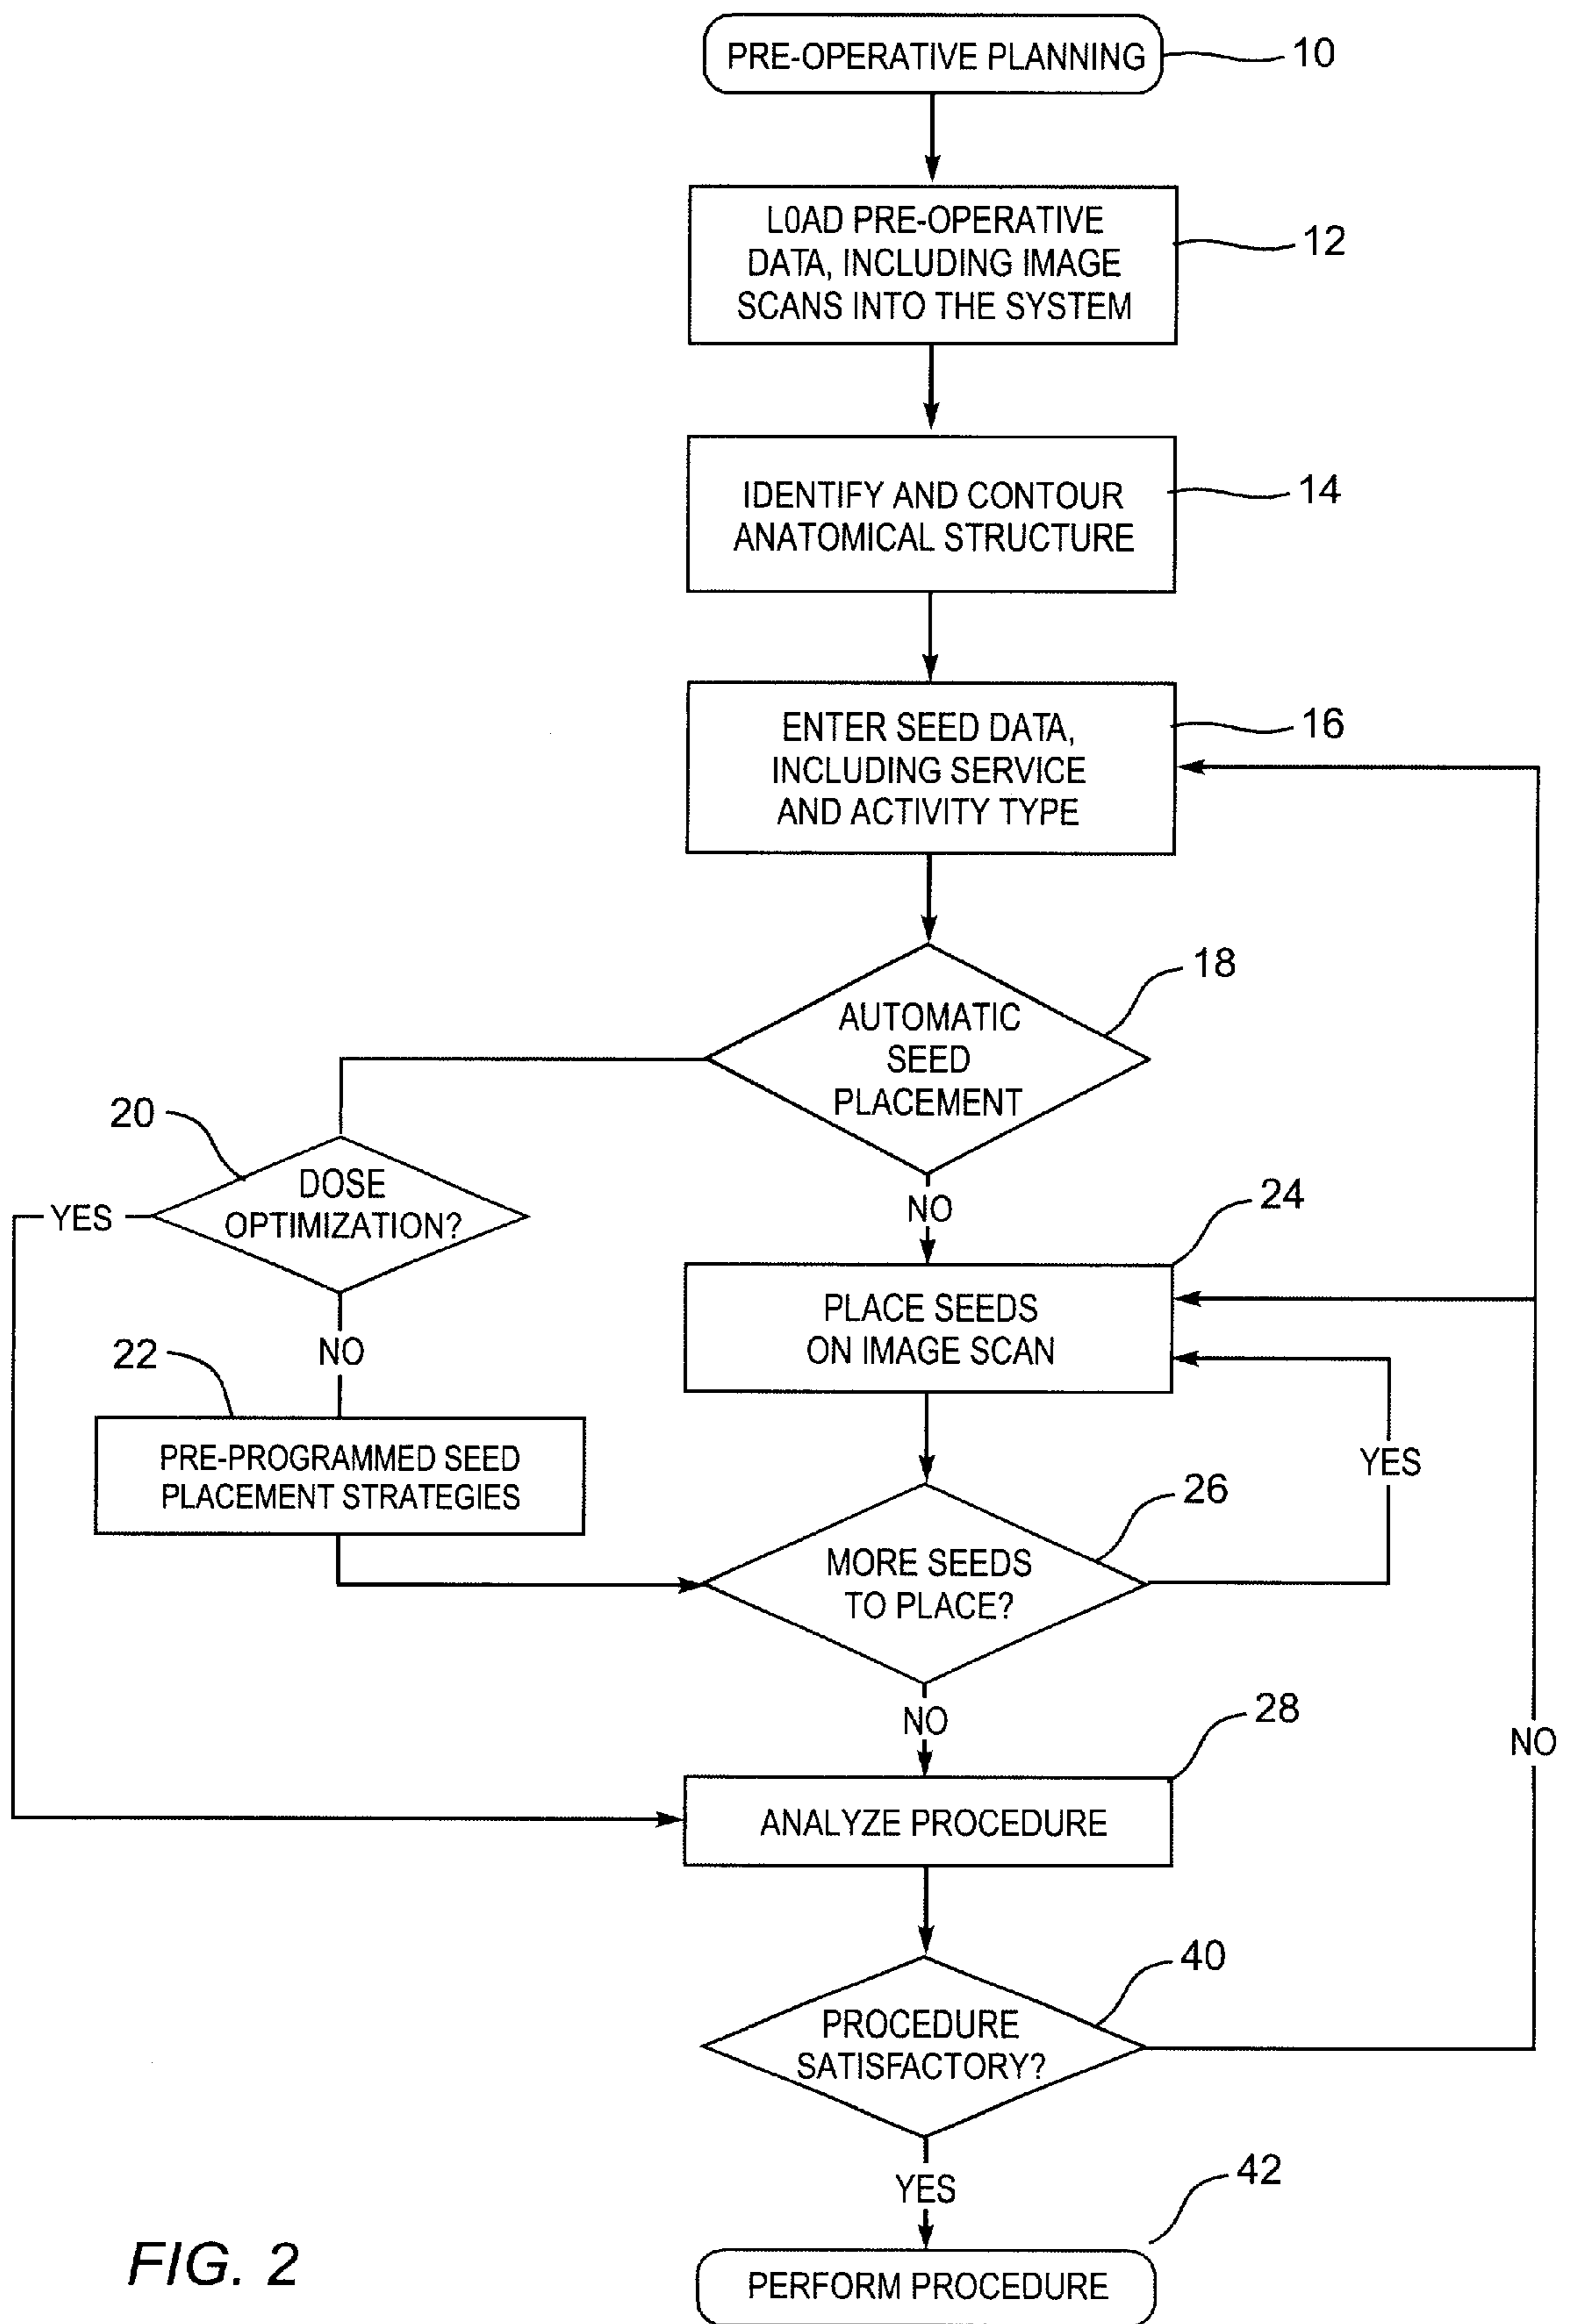 PRE-OPERATIVE PLANNING
10
L0AD PRE-OPERATIVE
DATA, INCLUDING IMAGE
SCANS INTO THE SYSTEM
12
IDENTIFY AND CONTOUR
ANATOMICAL STRUCTURE
14
ENTER SEED DATA,
INCLUDING SERVICE
AND ACTIVITY TYPE
16
AUTOMATIC
SEED
PLACEMENT
18
20
DOSE
OPTIMIZATION?
YES
NO
NO
24
PLACE SEEDS
ON IMAGE SCAN
22
PRE-PROGRAMMED SEED
PLACEMENT STRATEGIES
YES
26
MORE SEEDS
TO PLACE?
NO
28
NO
ANALYZE PROCEDURE
40
PROCEDURE
SATISFACTORY?
YES
42
PERFORM PROCEDURE
FIG. 2